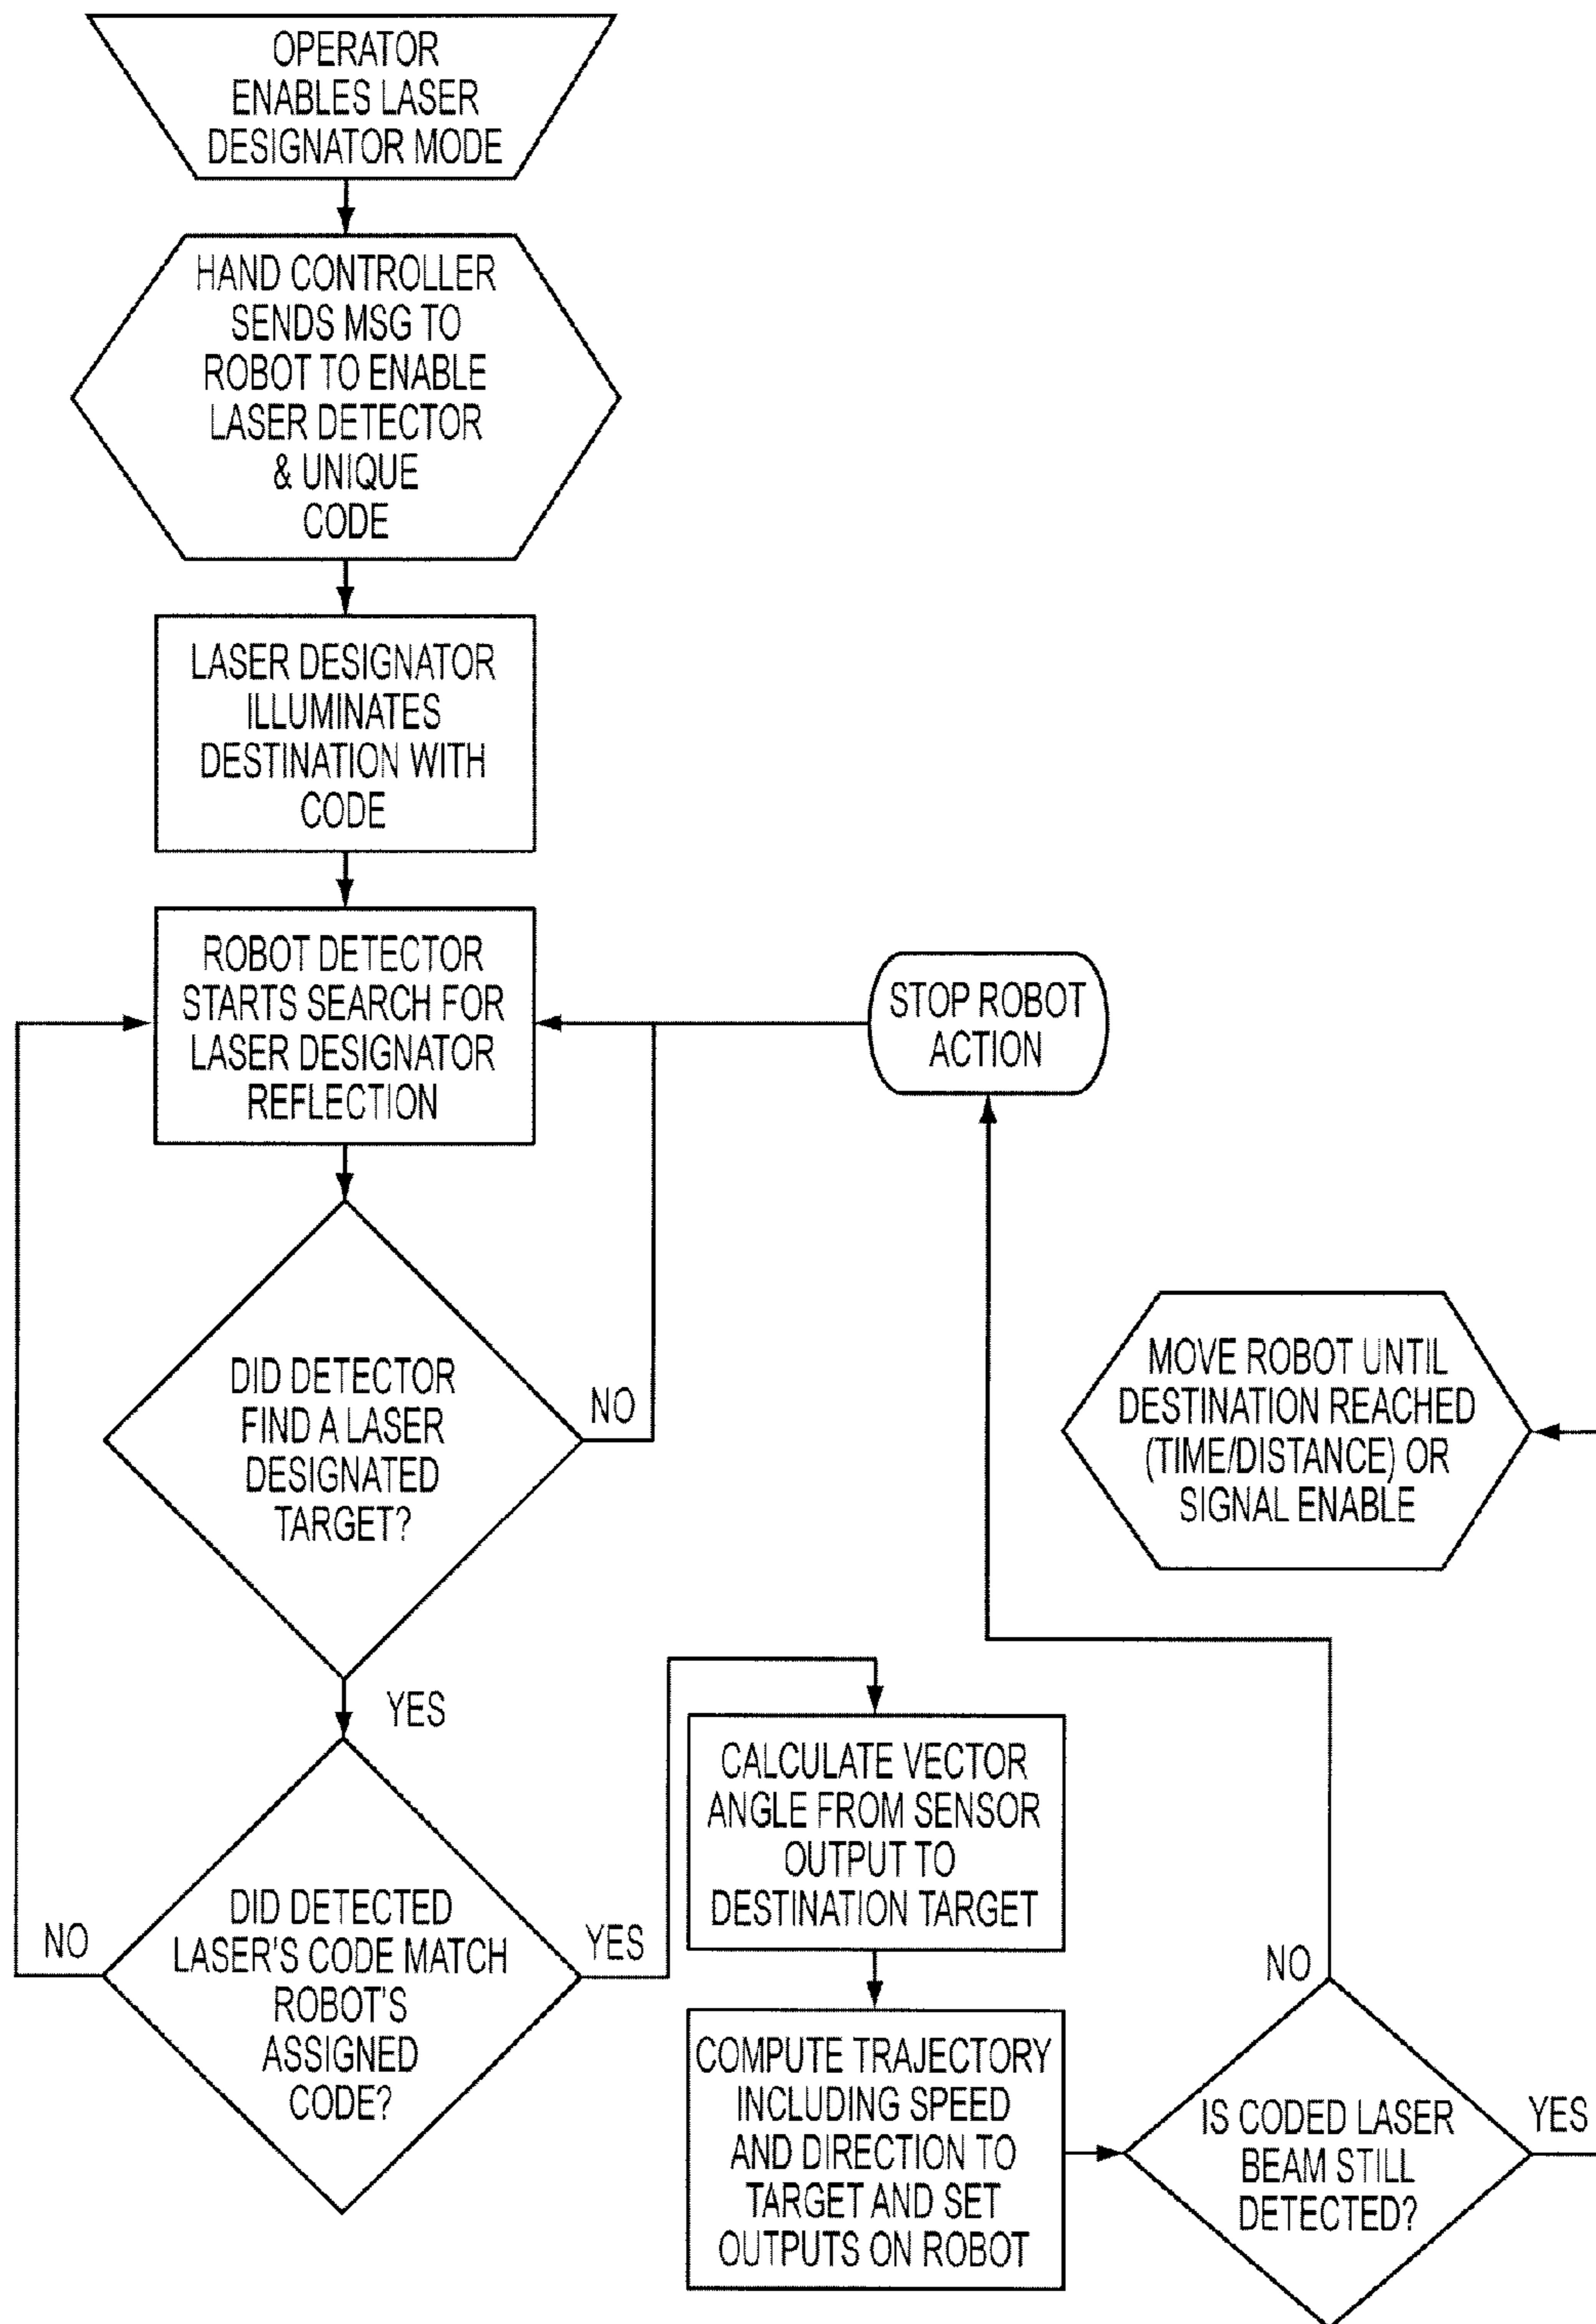 OPERATOR
ENABLES LASER
DESIGNATOR MODE
HAND CONTROLLER
SENDS MSG TO
ROBOT TO ENABLE
LASER DETECTOR
& UNIQUE
CODE
LASER DESIGNATOR
ILLUMINATES
DESTINATION WITH
CODE
ROBOT DETECTOR
STARTS SEARCH FOR
LASER DESIGNATOR
REFLECTION
STOP ROBOT
ACTION
DID DETECTOR
FIND A LASER
DESIGNATED
TARGET?
NO
YES
MOVE ROBOT UNTIL
DESTINATION REACHED
(TIME/DISTANCE) OR
SIGNAL ENABLE
DID DETECTED
LASER'S CODE MATCH
ROBOT'S
ASSIGNED
CODE?
NO
YES
CALCULATE VECTOR
ANGLE FROM SENSOR
OUTPUT TO
DESTINATION TARGET
COMPUTE TRAJECTORY
INCLUDING SPEED
AND DIRECTION TO
TARGET AND SET
OUTPUTS ON ROBOT
NO
IS CODED LASER
BEAM STILL
DETECTED?
YES